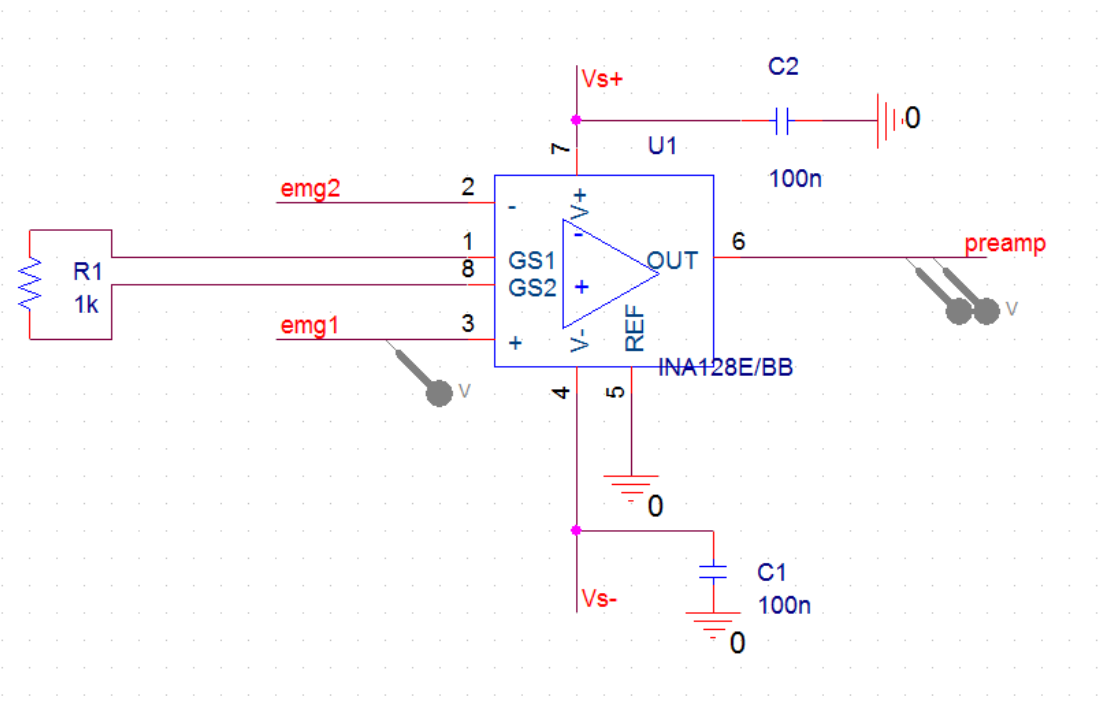 C2
Vs+
0
7
U1
100n
emg2
2
-
V+
-
1
GS1
OUT
6
preamp
R1
8
GS2
+
V
1k
emg1
3
+
V-
REF
INA128E/BB
V
4
5
0
C1
Vs-
100n
0